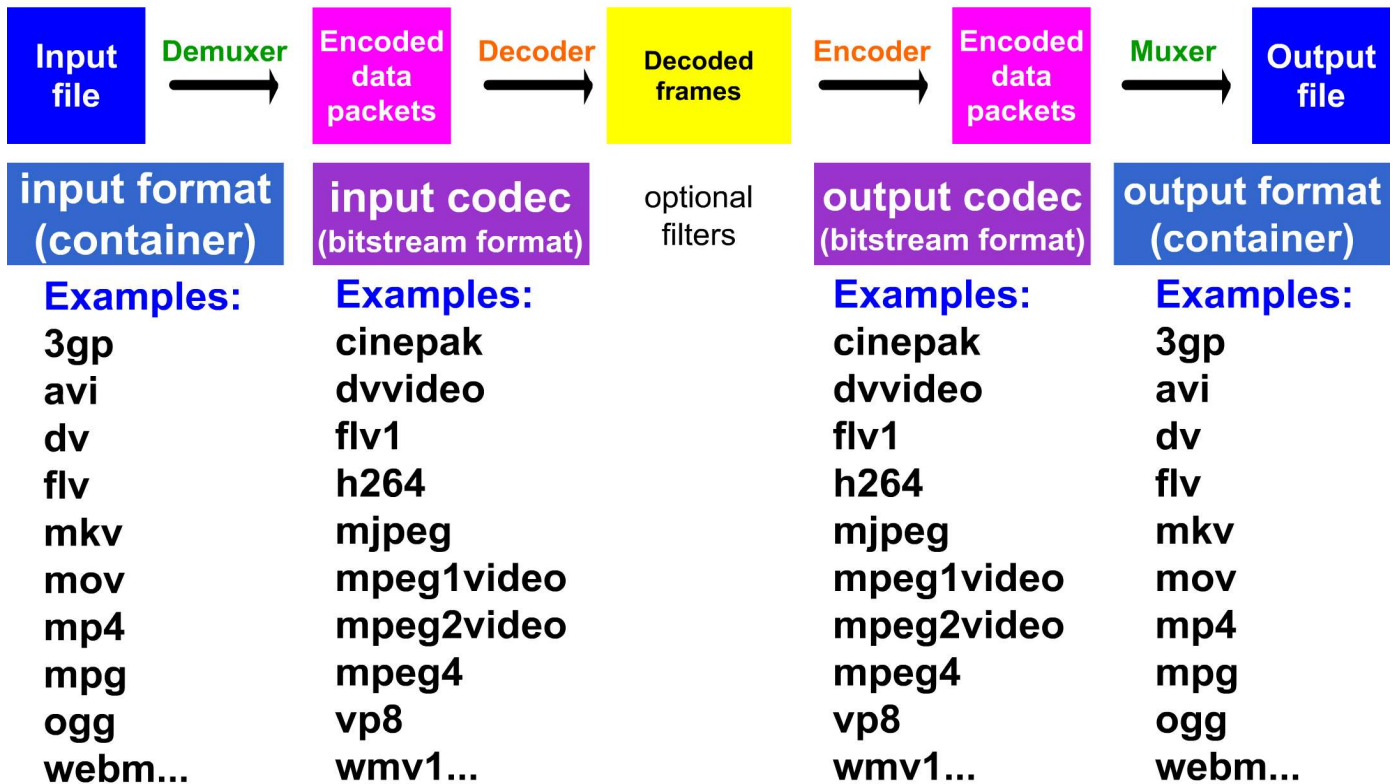 Input
file
Demuxer
Encoded
data
packets
Decoder
Decoded
frames
Encoder
Encoded
data
packets
Muxer
Output
file
input format
(container)
input codec
(bitstream format)
optional
filters
output codec
(bitstream format)
output format
(container)
Examples:
3gp
avi
dv
flv
mkv
mov
mp4
mpg
ogg
webm...
Examples:
cinepak
dvvideo
flv1
h264
mjpeg
mpeg1video
mpeg2video
mpeg4
vp8
wmv1...
Examples:
cinepak
dvvideo
flv1
h264
mjpeg
mpeg1video
mpeg2video
mpeg4
vp8
wmv1...
Examples:
3gp
avi
dv
flv
mkv
mov
mp4
mpg
ogg
webm...